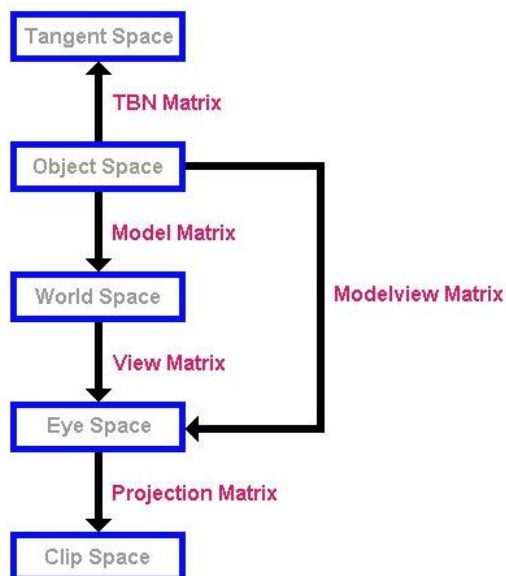 Tangent Space
TBN Matrix
Object Space
Model Matrix
World Space
Modelview Matrix
View Matrix
Eye Space
Projection Matrix
Clip Space